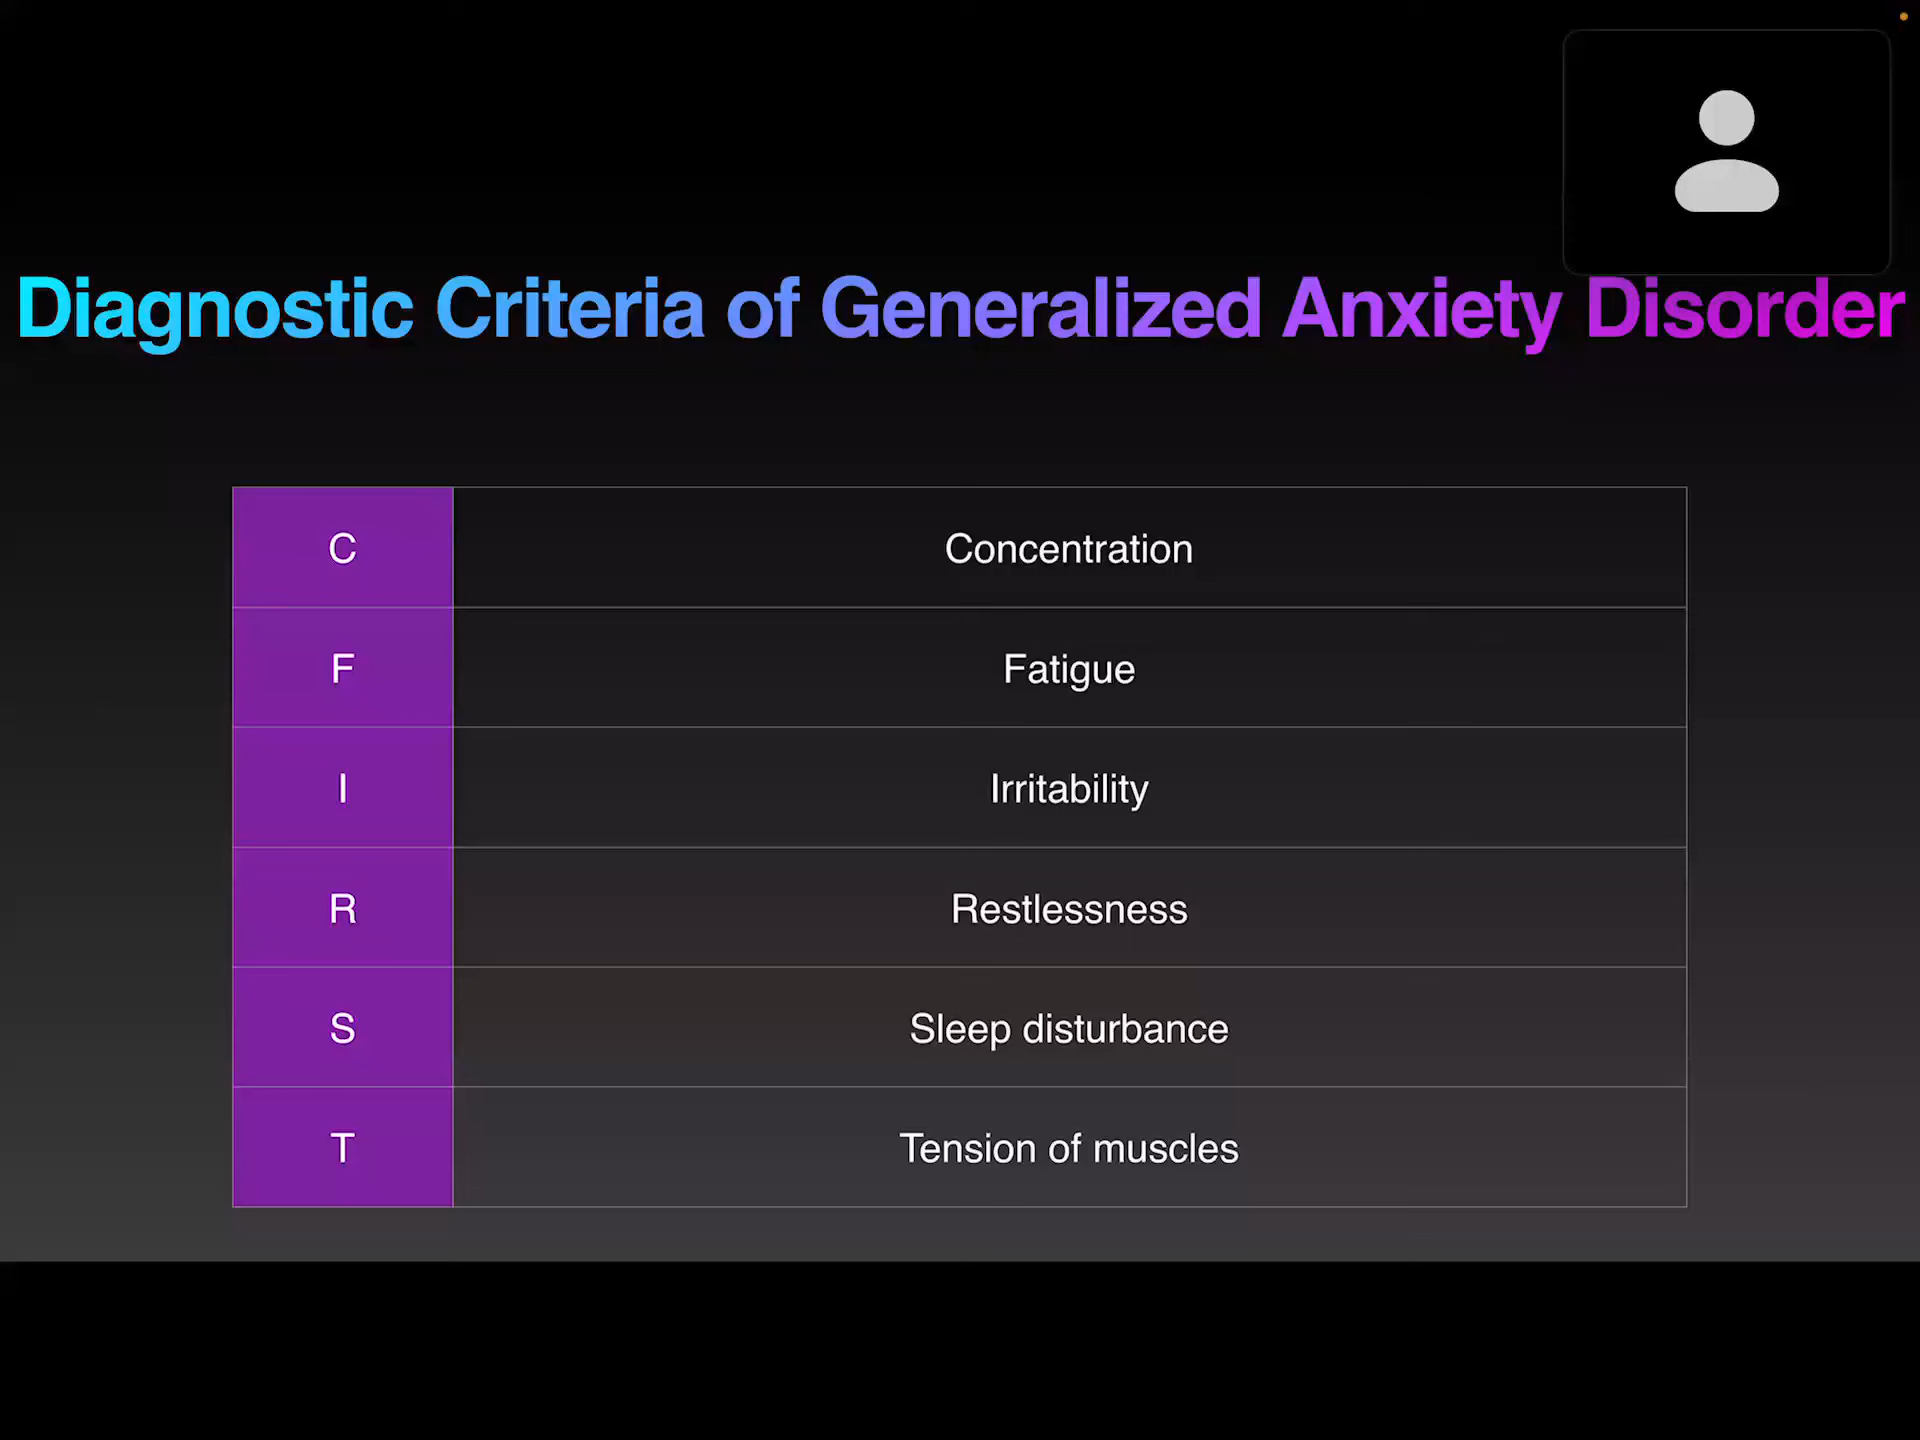 Diagnostic Criteria of Generalized Anxiety Disorder
C Concentration
F Fatigue
I Irritability
R Restlessness
S Sleep disturbance
T Tension of muscles